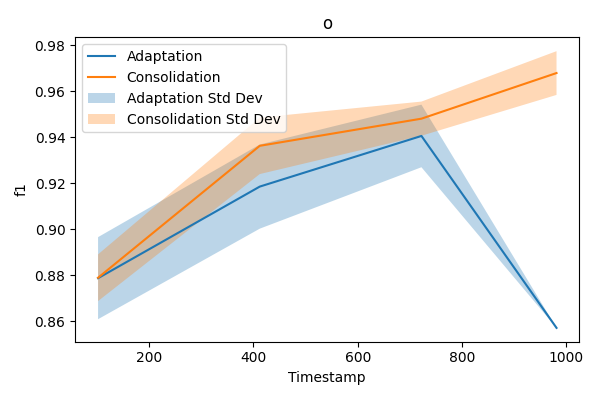 o
0.98
0.96
0.94
0.92
0.90
0.88
0.86
f1
Adaptation
Consolidation
Adaptation Std Dev
Consolidation Std Dev
200
400
600
800
1000
Timestamp